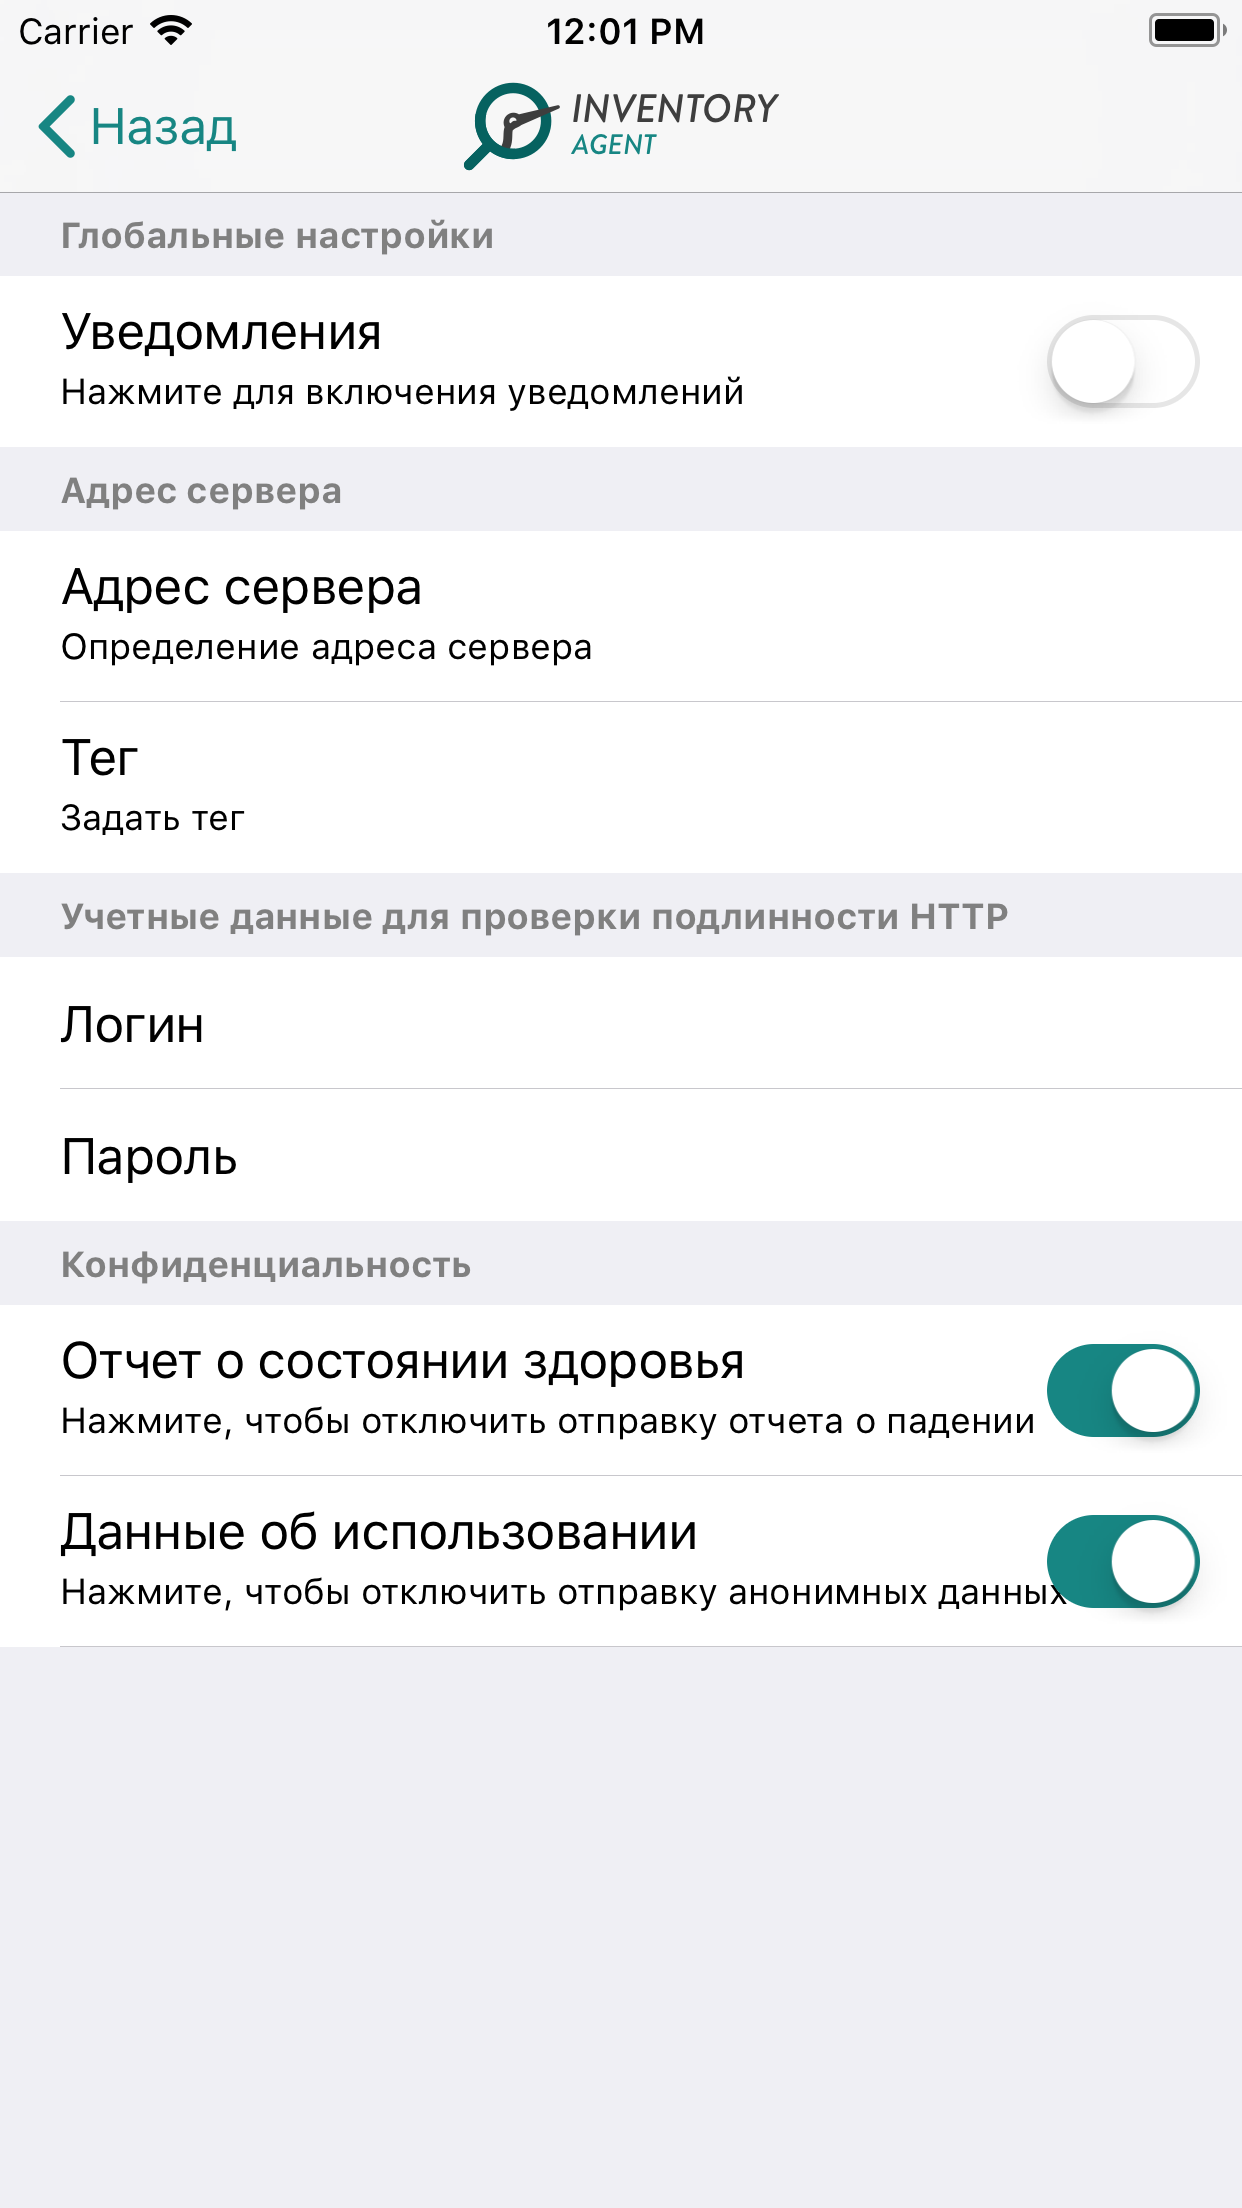 Carrier 12:01 PM
Назад
INVENTORY
AGENT
Глобальные настройки
Уведомления
Нажмите для включения уведомлений
Адрес сервера
Адрес сервера
Определение адреса сервера
Тег
Задать тег
Учетные данные для проверки подлинности HTTP
Логин
Пароль
Конфиденциальность
Отчет о состоянии здоровья
Нажмите, чтобы отключить отправку отчета о падении
Данные об использовании
Нажмите, чтобы отключить отправку анонимных данных